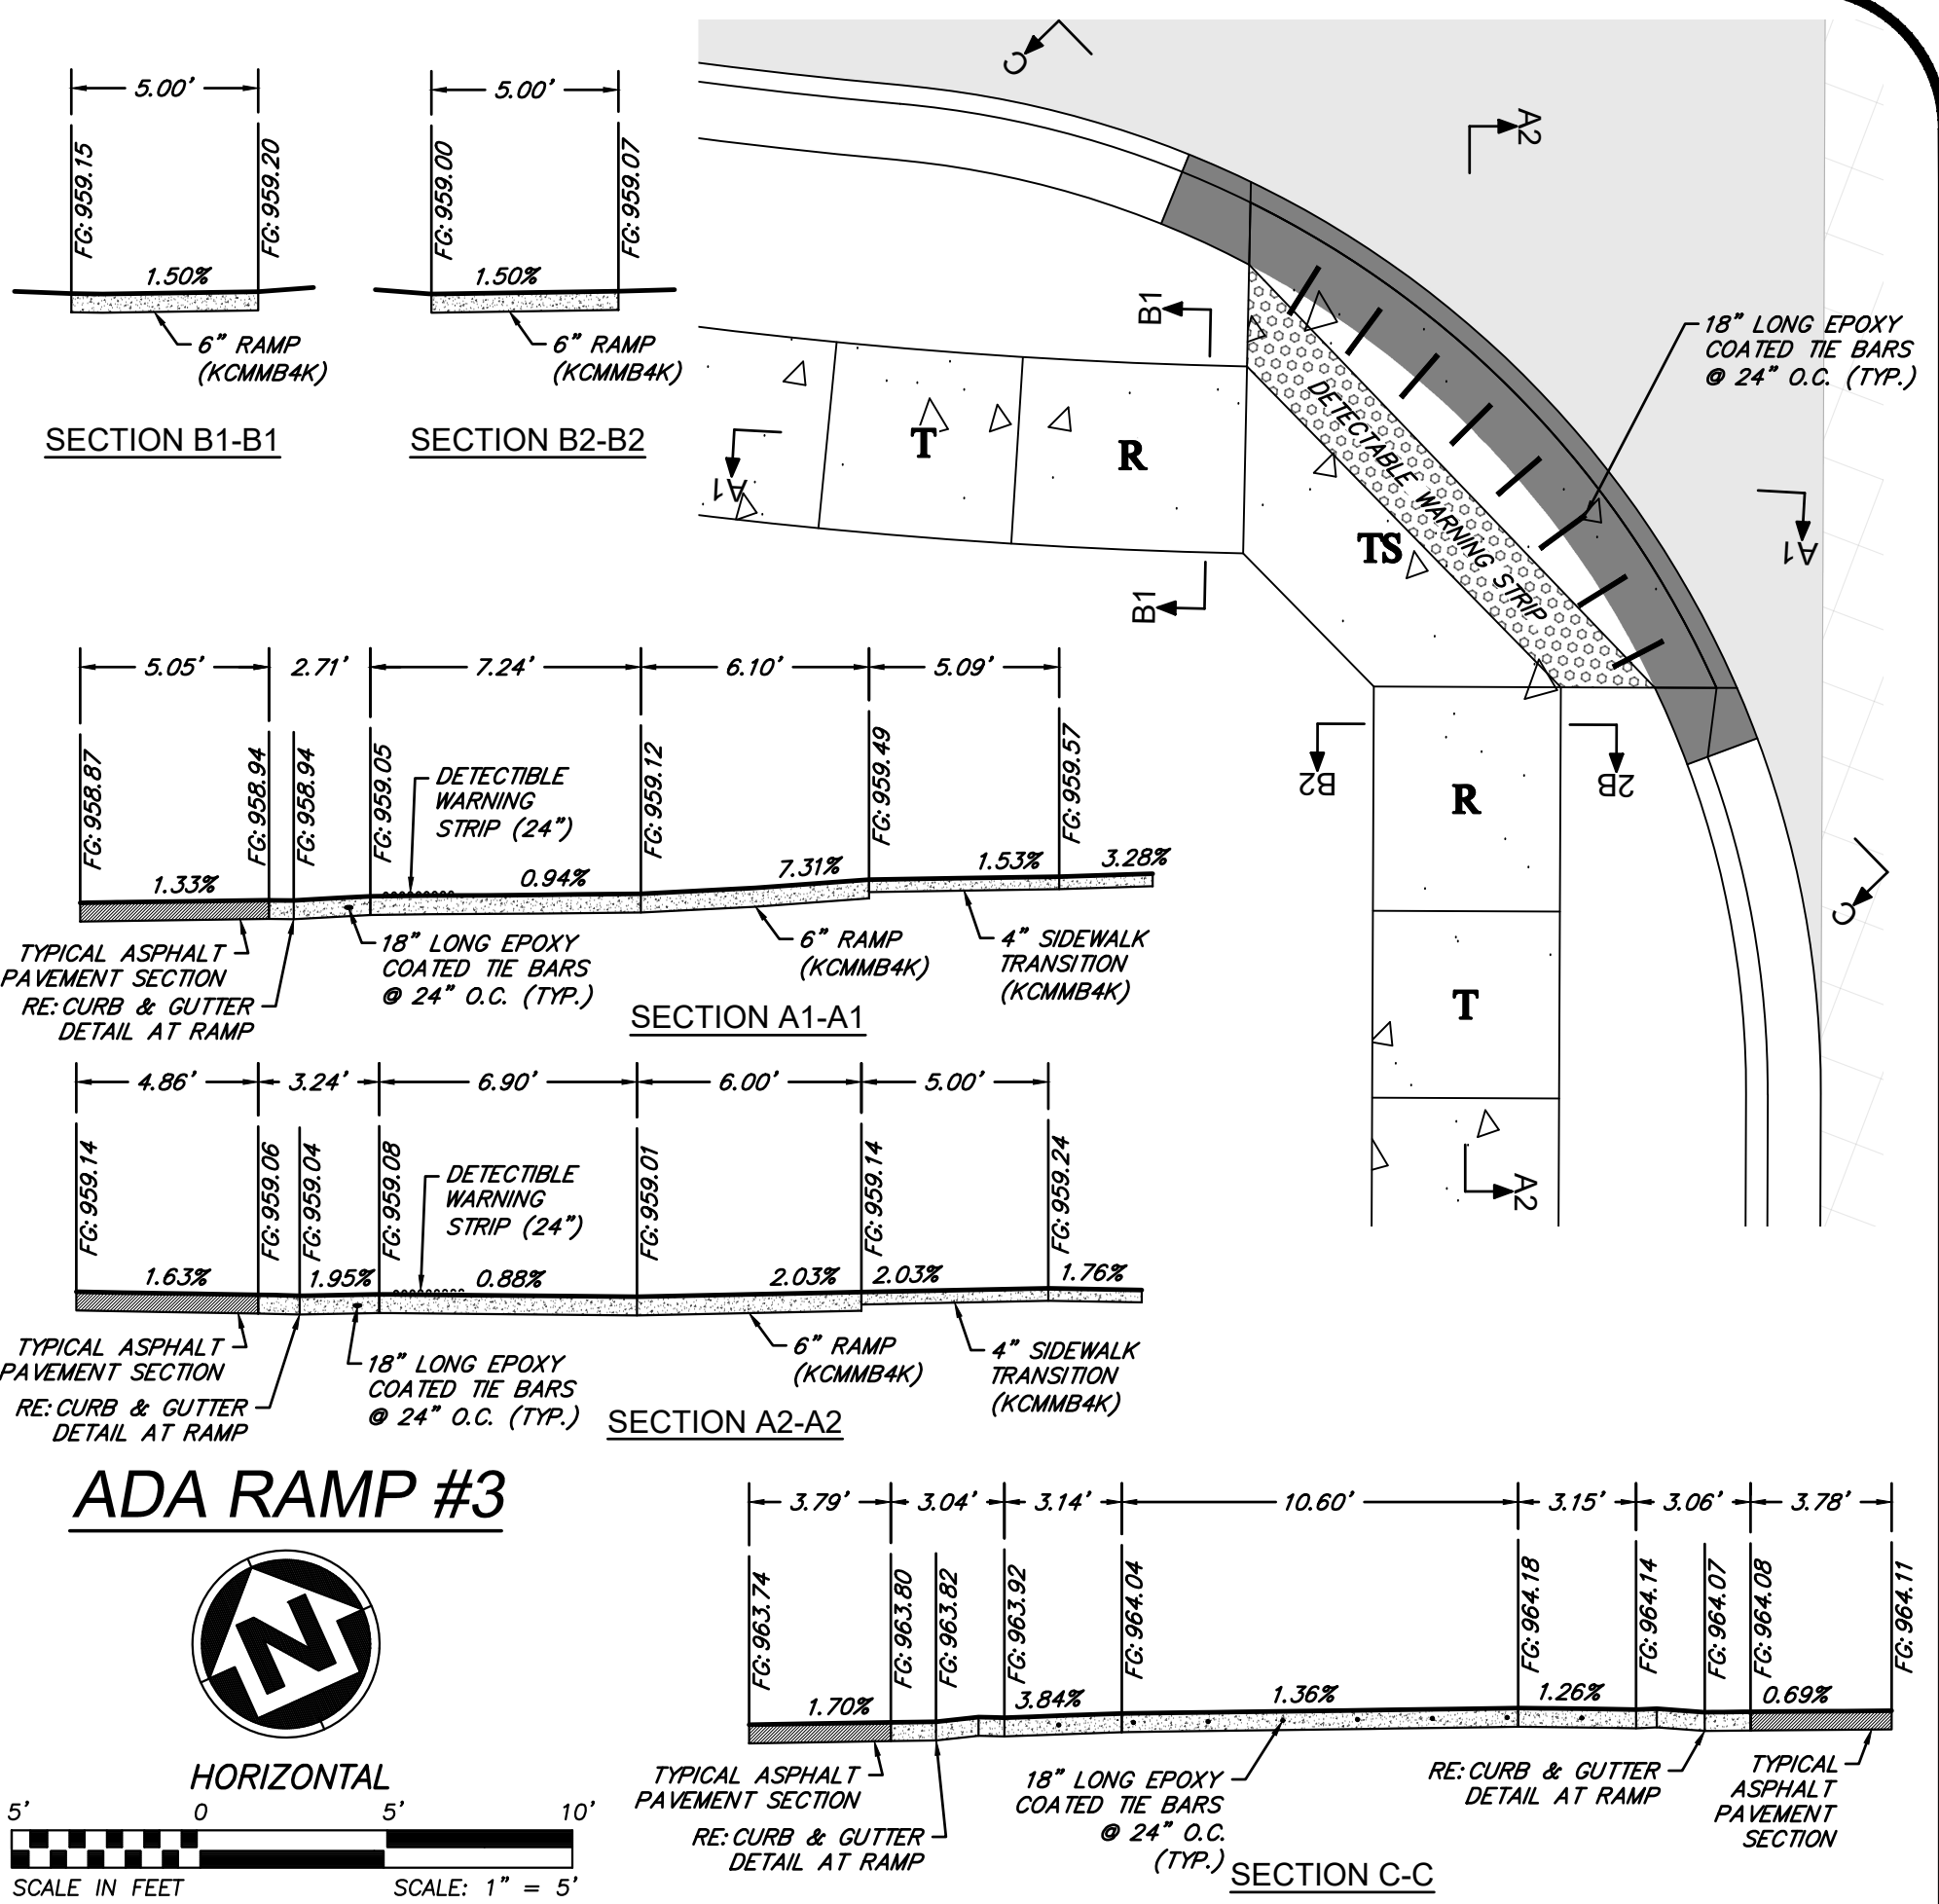 5.00'
FG: 959.15
FG: 959.20
1.50%
6" RAMP
(KCMMB4K)
SECTION B1-B1
5.00'
FG: 959.00
FG: 959.07
1.50%
6" RAMP
(KCMMB4K)
SECTION B2-B2
C
A2
B1
18" LONG EPOXY
COATED TIE BARS
@ 24" O.C. (TYP.)
A1
T
R
DETECTABLE WARNING STRIP
TS
A1
B1
B2
2B
R
C
T
A2
5.05'
2.71'
7.24'
6.10'
5.09'
FG: 958.87
FG: 958.94
FG: 958.94
FG: 959.05
FG: 959.12
FG: 959.49
FG: 959.57
DETECTIBLE
WARNING
STRIP (24")
1.33%
0.94%
7.31%
1.53%
3.28%
TYPICAL ASPHALT
PAVEMENT SECTION
RE: CURB & GUTTER
DETAIL AT RAMP
18" LONG EPOXY
COATED TIE BARS
@ 24" O.C. (TYP.)
6" RAMP
(KCMMB4K)
4" SIDEWALK
TRANSITION
(KCMMB4K)
SECTION A1-A1
4.86'
3.24'
6.90'
6.00'
5.00'
FG: 959.14
FG: 959.06
FG: 959.04
FG: 959.08
FG: 959.01
FG: 959.14
FG: 959.24
DETECTIBLE
WARNING
STRIP (24")
1.63%
1.95%
0.88%
2.03%
2.03%
1.76%
TYPICAL ASPHALT
PAVEMENT SECTION
RE: CURB & GUTTER
DETAIL AT RAMP
18" LONG EPOXY
COATED TIE BARS
@ 24" O.C. (TYP.)
6" RAMP
(KCMMB4K)
4" SIDEWALK
TRANSITION
(KCMMB4K)
SECTION A2-A2
ADA RAMP #3
N
HORIZONTAL
5'
0
5'
10'
SCALE IN FEET
SCALE: 1" = 5'
3.79'
3.04'
3.14'
10.60'
3.15'
3.06'
3.78'
FG: 963.74
FG: 963.80
FG: 963.82
FG: 963.92
FG: 964.04
FG: 964.18
FG: 964.14
FG: 964.07
FG: 964.08
FG: 964.11
1.70%
3.84%
1.36%
1.26%
0.69%
TYPICAL ASPHALT
PAVEMENT SECTION
RE: CURB & GUTTER
DETAIL AT RAMP
18" LONG EPOXY
COATED TIE BARS
@ 24" O.C.
(TYP.)
RE: CURB & GUTTER
DETAIL AT RAMP
TYPICAL
ASPHALT
PAVEMENT
SECTION
SECTION C-C